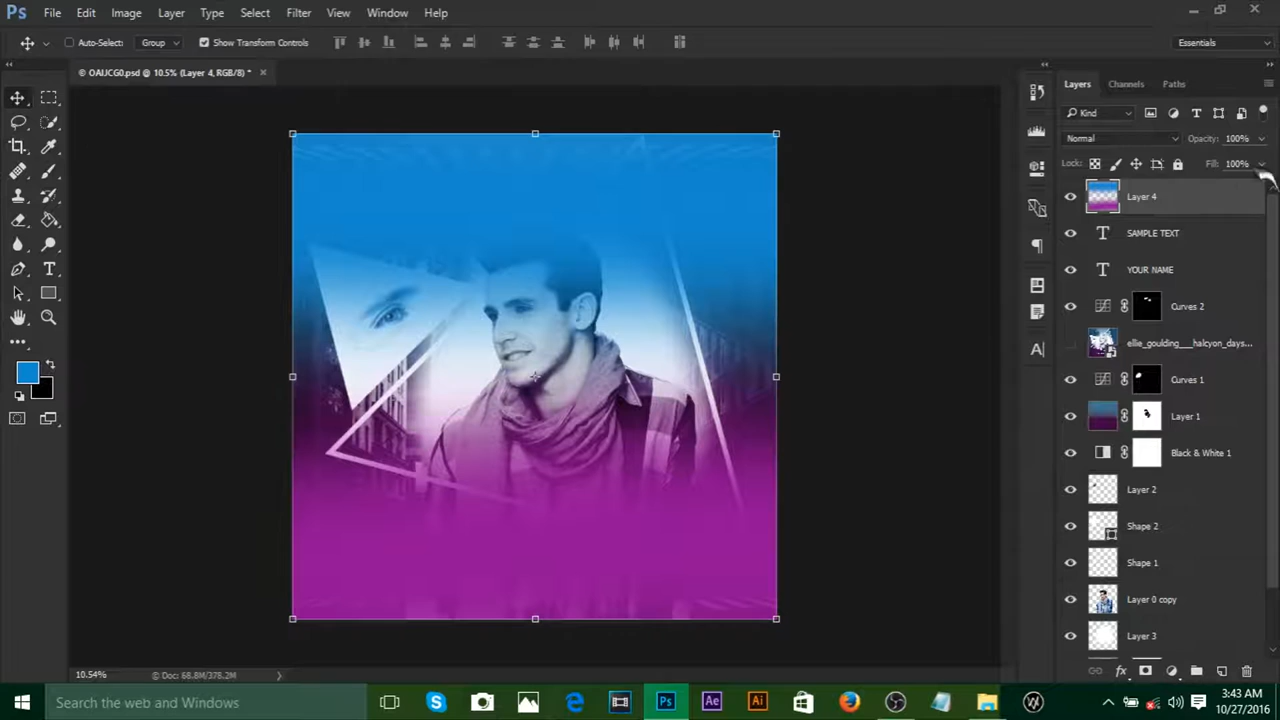 Ps File Edit Image Layer Type Select Filter View Window Help
Auto-Select: Group Show Transform Controls Essentials
© OAIJCG0.psd @ 10.5% (Layer 4, RGB/8) * ×
Layers Channels Paths
Kind
Normal Opacity: 100%
Lock: Fill: 100%
Layer 4
T SAMPLE TEXT
T YOUR NAME
Curves 2
ellie_goulding___halcyon_days...
Curves 1
Layer 1
Black & White 1
Layer 2
Shape 2
Shape 1
Layer 0 copy
Layer 3
10.54% Doc: 68.8M/378.2M
Search the web and Windows
Ps Ae Ai
3:43 AM
10/27/2016